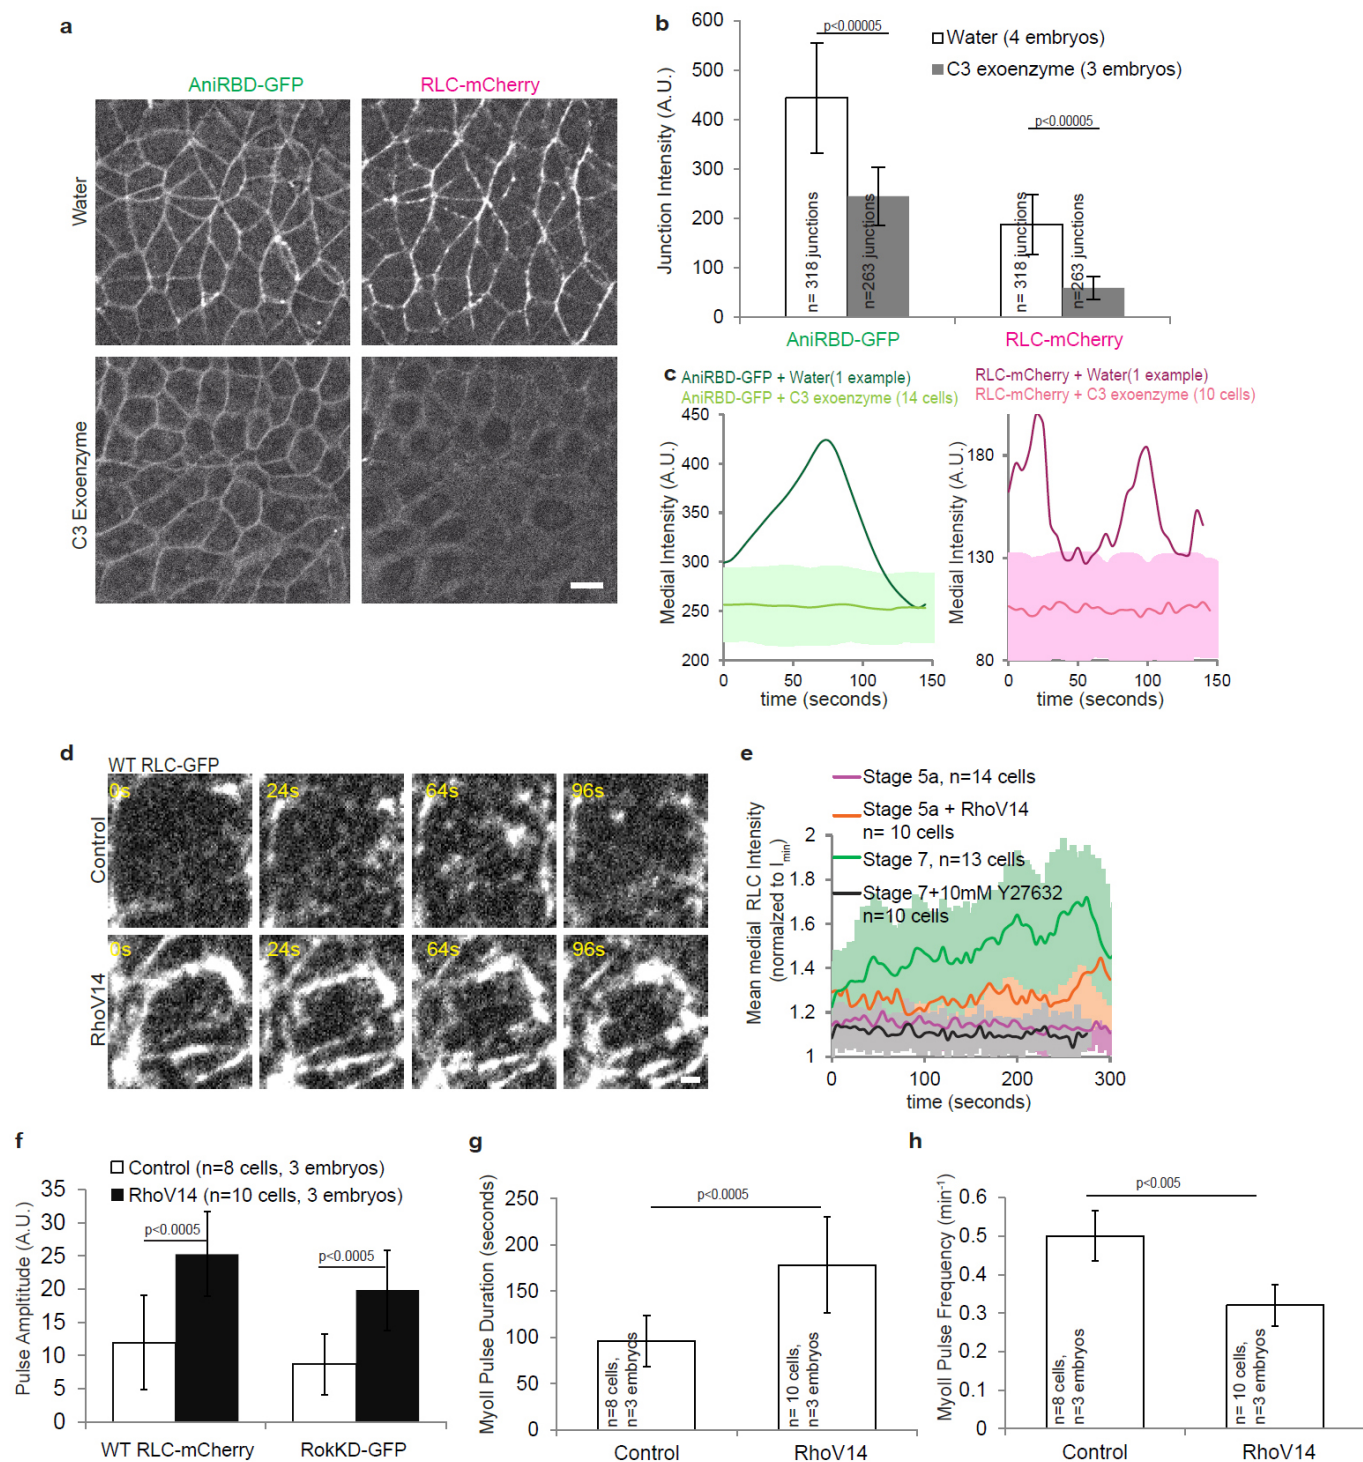 a
AniRBD-GFP
RLC-mCherry
Water
C3 Exoenzyme
b
Junction Intensity (A.U.)
600
500
400
300
200
100
0
p<0.00005
p<0.00005
Water (4 embryos)
C3 exoenzyme (3 embryos)
n= 318 junctions
n=263 junctions
n= 318 junctions
n=263 junctions
AniRBD-GFP
RLC-mCherry
c
AniRBD-GFP + Water(1 example)
AniRBD-GFP + C3 exoenzyme (14 cells)
Medial Intensity (A.U.)
450
400
350
300
250
200
0
50
100
150
time (seconds)
RLC-mCherry + Water(1 example)
RLC-mCherry + C3 exoenzyme (10 cells)
Medial Intensity (A.U.)
180
130
80
0
50
100
150
time (seconds)
d
WT RLC-GFP
Control
0s
24s
64s
96s
RhoV14
0s
24s
64s
96s
e
Stage 5a, n=14 cells
Stage 5a + RhoV14
n= 10 cells
Stage 7, n=13 cells
Stage 7+10mM Y27632
n=10 cells
Mean medial RLC Intensity
(normalized to Imin)
2
1.8
1.6
1.4
1.2
1
0
100
200
300
time (seconds)
f
Control (n=8 cells, 3 embryos)
RhoV14 (n=10 cells, 3 embryos)
Pulse Ampltitude (A.U.)
35
30
25
20
15
10
5
0
p<0.0005
p<0.0005
WT RLC-mCherry
RokKD-GFP
g
MyoII Pulse Duration (seconds)
250
200
150
100
50
0
p<0.0005
n=8 cells,
n=3 embryos
n= 10 cells,
n=3 embryos
Control
RhoV14
h
MyoII Pulse Frequency (min⁻¹)
0.6
0.5
0.4
0.3
0.2
0.1
0
p<0.005
n=8 cells,
n=3 embryos
n= 10 cells,
n=3 embryos
Control
RhoV14